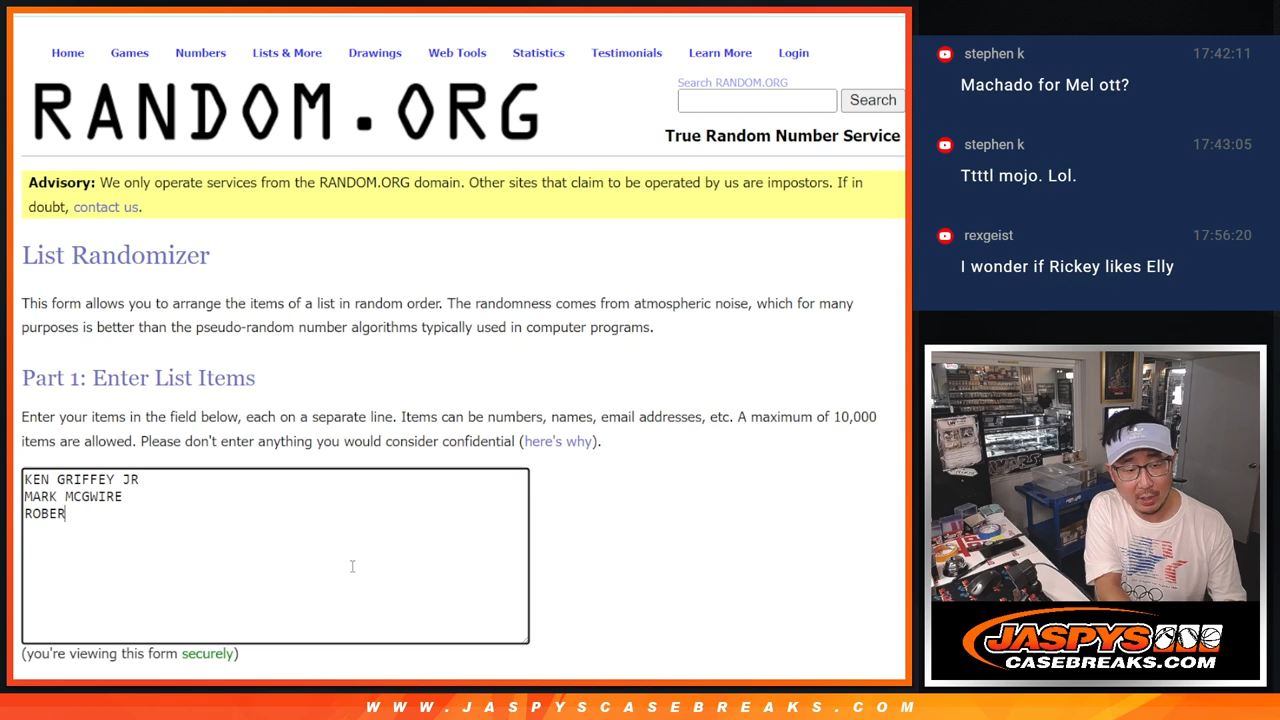 Home Games Numbers Lists & More Drawings Web Tools Statistics Testimonials Learn More Login
RANDOM.ORG
Search RANDOM.ORG
Search
True Random Number Service
Advisory: We only operate services from the RANDOM.ORG domain. Other sites that claim to be operated by us are impostors. If in
doubt, contact us.
List Randomizer
This form allows you to arrange the items of a list in random order. The randomness comes from atmospheric noise, which for many
purposes is better than the pseudo-random number algorithms typically used in computer programs.
Part 1: Enter List Items
Enter your items in the field below, each on a separate line. Items can be numbers, names, email addresses, etc. A maximum of 10,000
items are allowed. Please don't enter anything you would consider confidential (here's why).
KEN GRIFFEY JR
MARK MCGWIRE
ROBER
(you're viewing this form securely)
stephen k 17:42:11
Machado for Mel ott?
stephen k 17:43:05
Ttttl mojo. Lol.
rexgeist 17:56:20
I wonder if Rickey likes Elly
JASPYS
CASEBREAKS.COM
WWW.JASPYSCASEBREAKS.COM